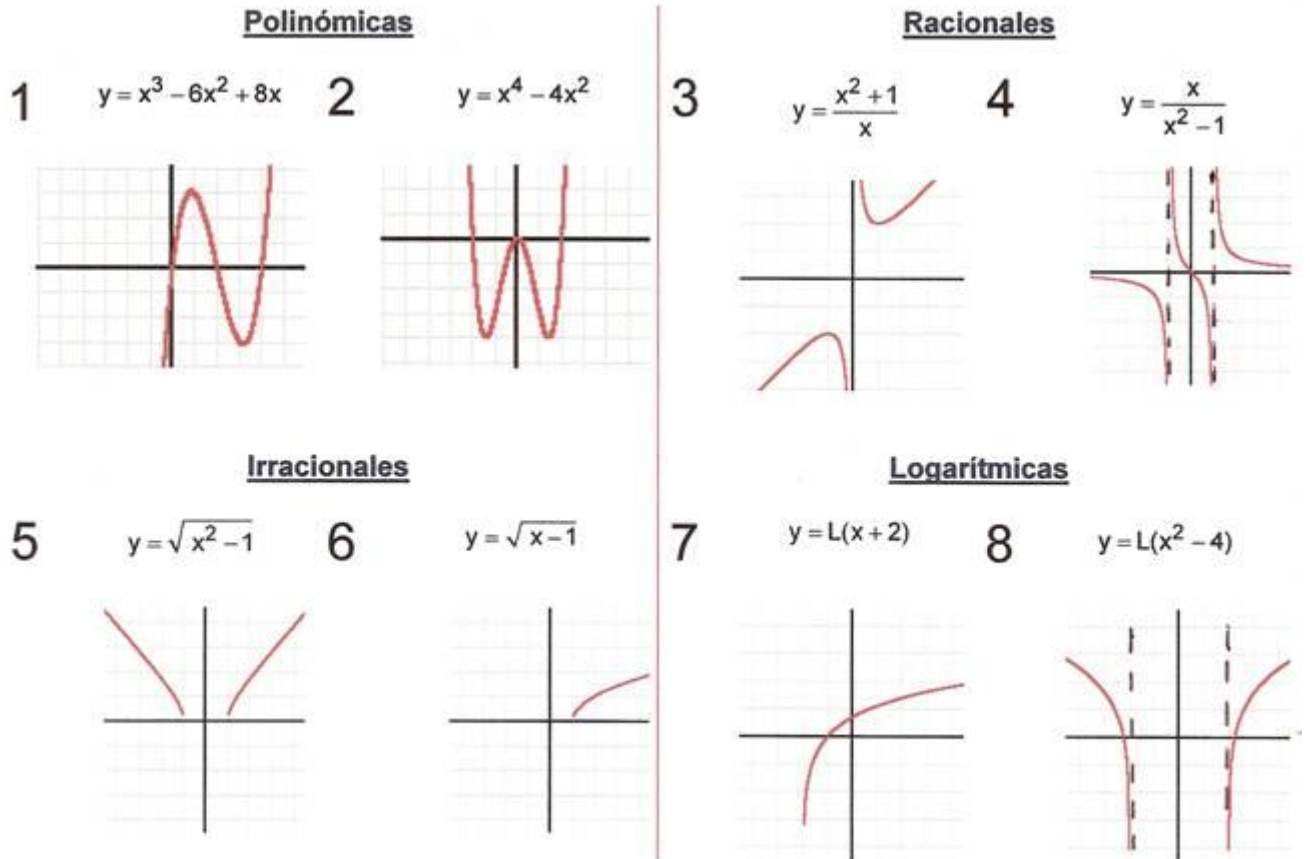 Polinómicas
Racionales
1 y = x³ − 6x² + 8x
2 y = x⁴ − 4x²
3 y = (x² + 1)/x
4 y = x/(x² − 1)
Irracionales
Logarítmicas
5 y = √(x² − 1)
6 y = √(x − 1)
7 y = L(x + 2)
8 y = L(x² − 4)